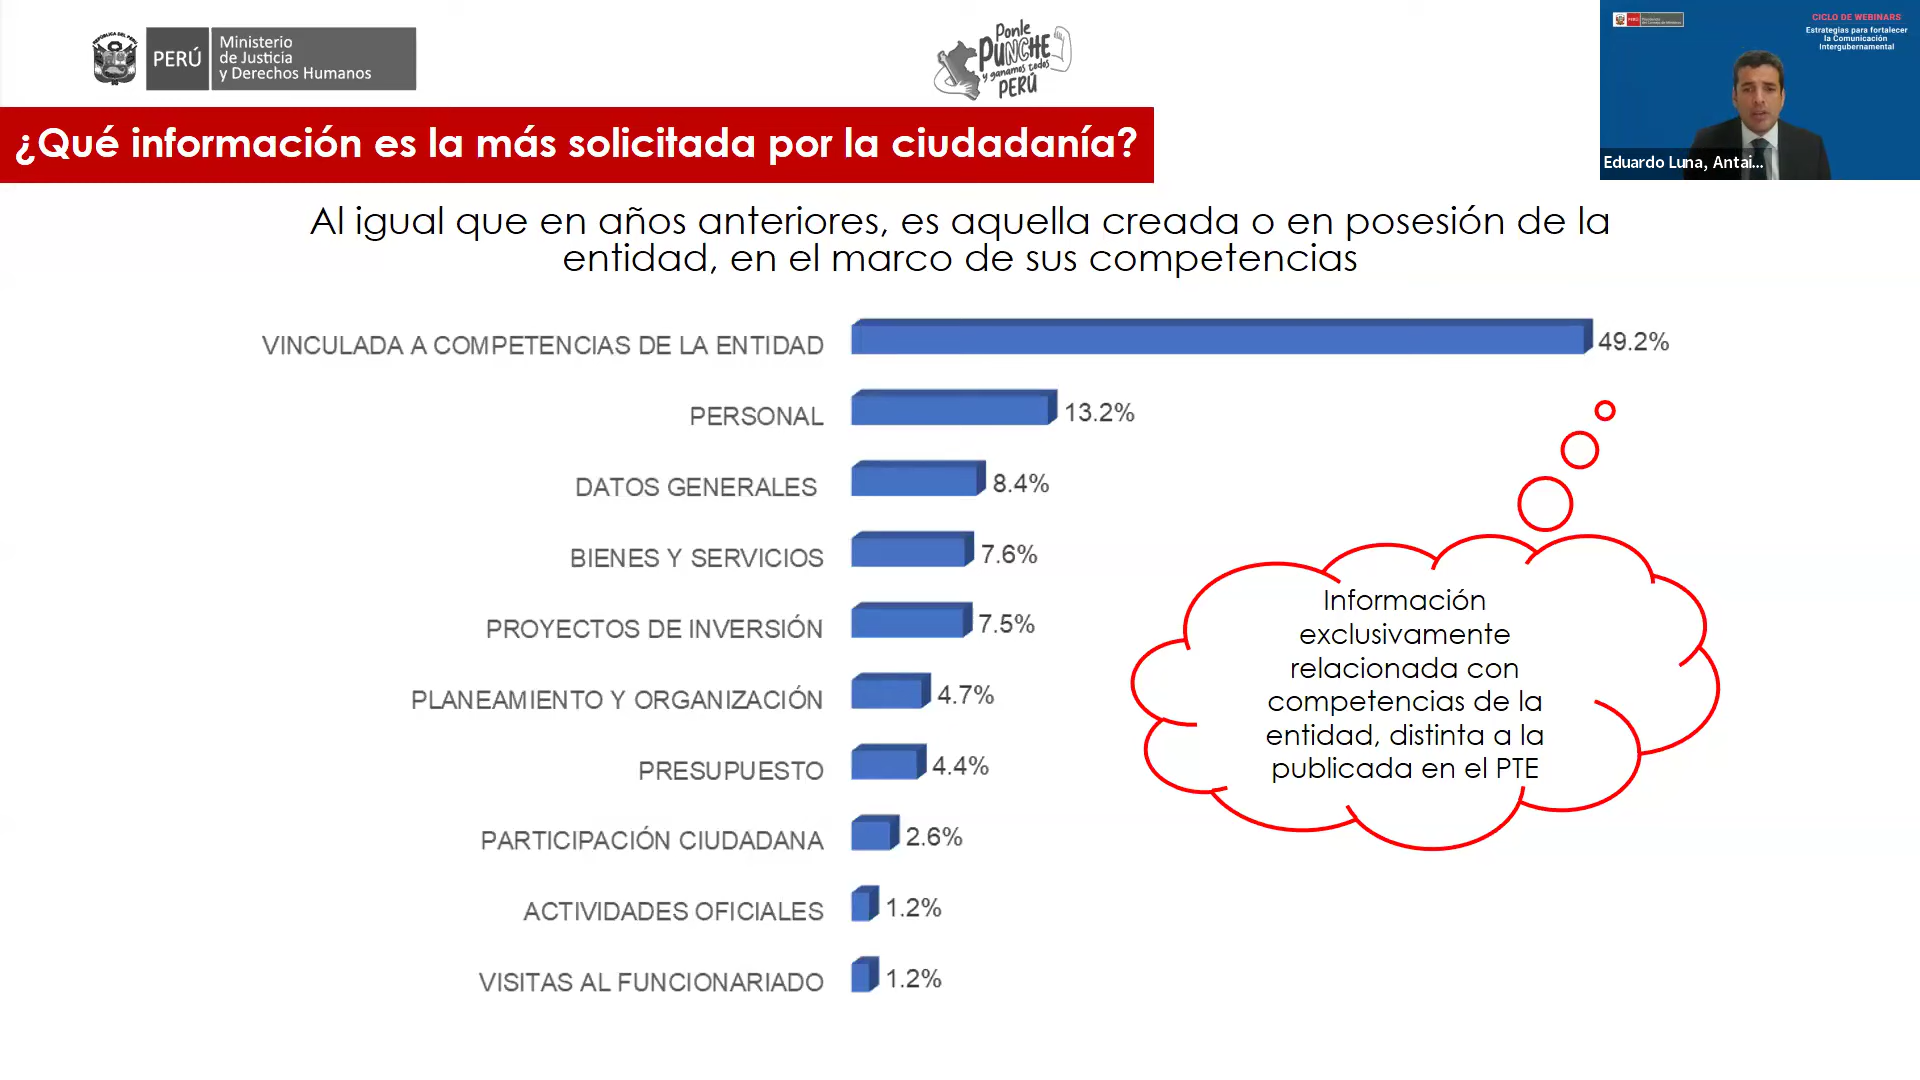 PERÚ
Ministerio
de Justicia
y Derechos Humanos
Ponle
PUNCHE
y ganamos todos
PERÚ
CICLO DE WEBINARS
Estrategias para fortalecer
la Comunicación
Intergubernamental
Eduardo Luna, Antai...
¿Qué información es la más solicitada por la ciudadanía?
Al igual que en años anteriores, es aquella creada o en posesión de la
entidad, en el marco de sus competencias
VINCULADA A COMPETENCIAS DE LA ENTIDAD 49.2%
PERSONAL 13.2%
DATOS GENERALES 8.4%
BIENES Y SERVICIOS 7.6%
PROYECTOS DE INVERSIÓN 7.5%
PLANEAMIENTO Y ORGANIZACIÓN 4.7%
PRESUPUESTO 4.4%
PARTICIPACIÓN CIUDADANA 2.6%
ACTIVIDADES OFICIALES 1.2%
VISITAS AL FUNCIONARIADO 1.2%
Información
exclusivamente
relacionada con
competencias de la
entidad, distinta a la
publicada en el PTE